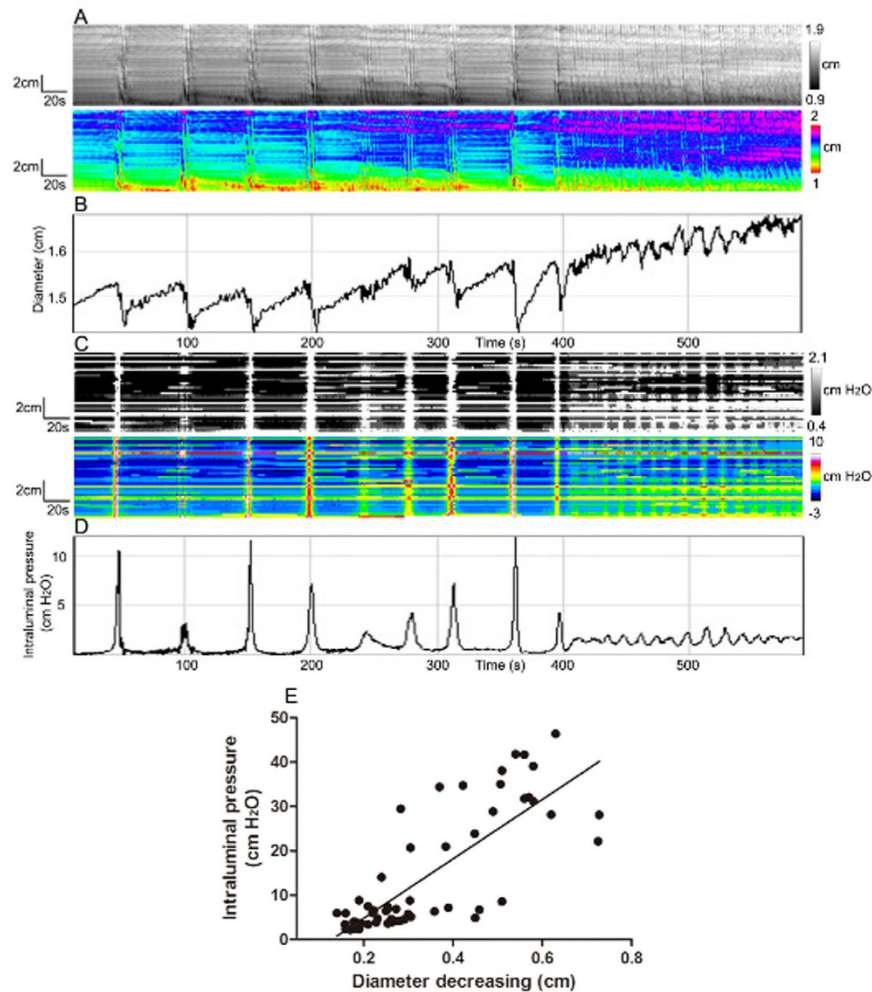 A
1.9
cm
0.9
2cm
20s
2
cm
1
2cm
20s
B
Diameter (cm)
1.6
1.5
100
200
300
Time (s)
400
500
C
2.1
cm H₂O
0.4
2cm
20s
10
cm H₂O
-3
2cm
20s
D
Intraluminal pressure
(cm H₂O)
10
5
100
200
300
Time (s)
400
500
E
Intraluminal pressure
(cm H₂O)
50
40
30
20
10
0
0.2
0.4
0.6
0.8
Diameter decreasing (cm)